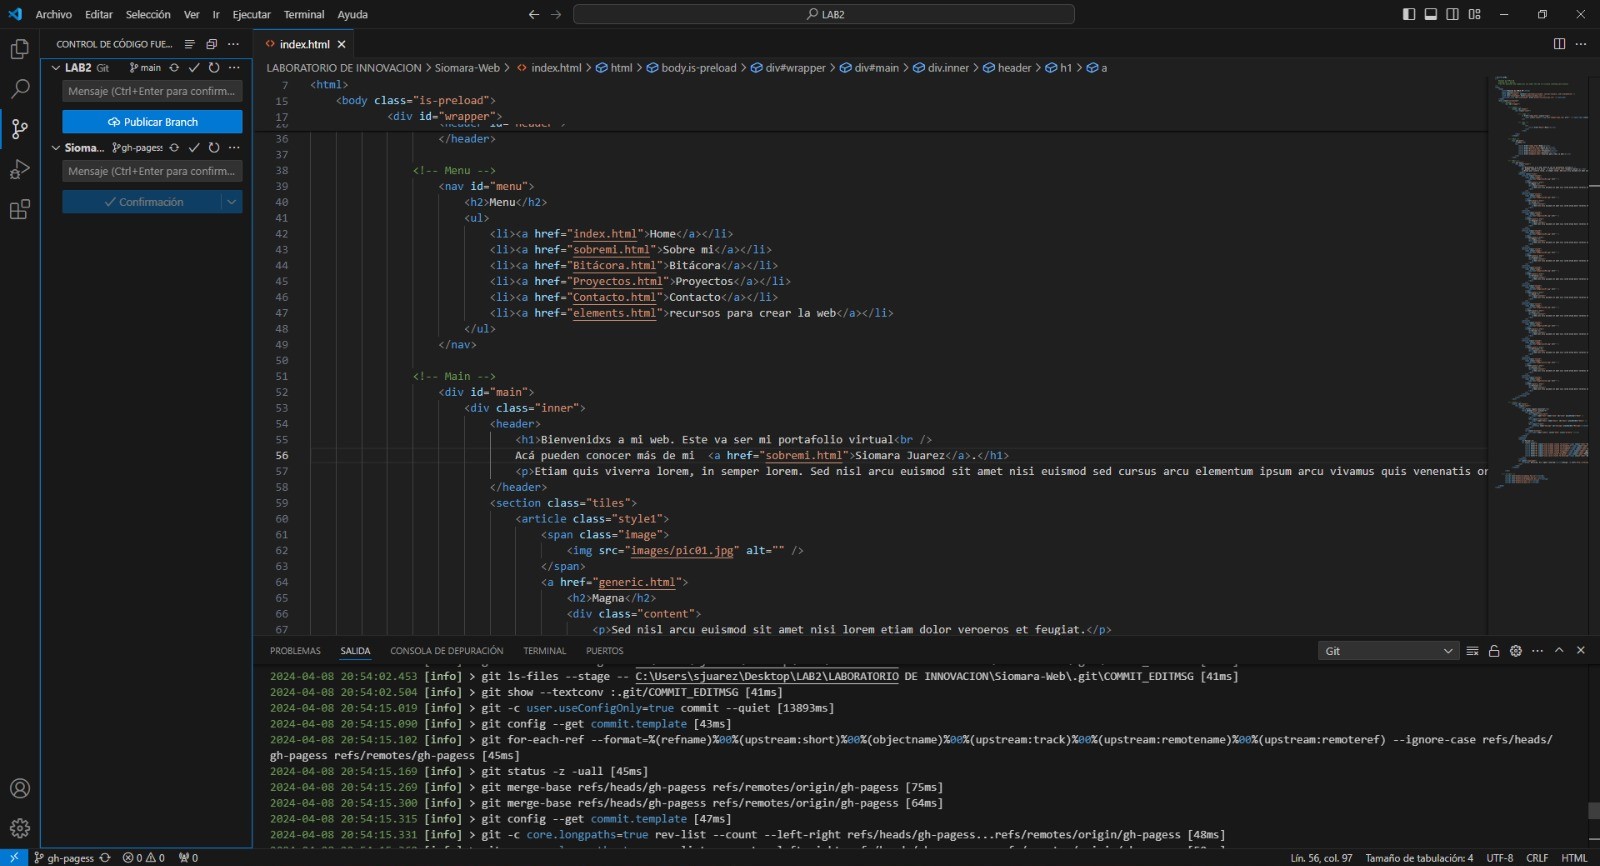 Archivo Editar Selección Ver Ir Ejecutar Terminal Ayuda
LAB2
CONTROL DE CÓDIGO FUE... ...
LAB2 Git main ...
Mensaje (Ctrl+Enter para confirm...
Publicar Branch
Sioma... gh-pagess ...
Mensaje (Ctrl+Enter para confirm...
Confirmación
index.html
LABORATORIO DE INNOVACION > Siomara-Web > index.html > html > body.is-preload > div#wrapper > div#main > div.inner > header > h1 > a
7 <html>
15 <body class="is-preload">
17 <div id="wrapper">
36 </header>
37
38 <!-- Menu -->
39 <nav id="menu">
40 <h2>Menu</h2>
41 <ul>
42 <li><a href="index.html">Home</a></li>
43 <li><a href="sobremi.html">Sobre mi</a></li>
44 <li><a href="Bitácora.html">Bitácora</a></li>
45 <li><a href="Proyectos.html">Proyectos</a></li>
46 <li><a href="Contacto.html">Contacto</a></li>
47 <li><a href="elements.html">recursos para crear la web</a></li>
48 </ul>
49 </nav>
50
51 <!-- Main -->
52 <div id="main">
53 <div class="inner">
54 <header>
55 <h1>Bienvenidxs a mi web. Este va ser mi portafolio virtual<br />
56 Acá pueden conocer más de mi <a href="sobremi.html">Siomara Juarez</a>.</h1>
57 <p>Etiam quis viverra lorem, in semper lorem. Sed nisl arcu euismod sit amet nisi euismod sed cursus arcu elementum ipsum arcu vivamus quis venenatis or
58 </header>
59 <section class="tiles">
60 <article class="style1">
61 <span class="image">
62 <img src="images/pic01.jpg" alt="" />
63 </span>
64 <a href="generic.html">
65 <h2>Magna</h2>
66 <div class="content">
67 <p>Sed nisl arcu euismod sit amet nisi lorem etiam dolor veroeros et feugiat.</p>
PROBLEMAS SALIDA CONSOLA DE DEPURACIÓN TERMINAL PUERTOS Git
2024-04-08 20:54:02.453 [info] > git ls-files --stage -- C:\Users\sjuarez\Desktop\LAB2\LABORATORIO DE INNOVACION\Siomara-Web\.git\COMMIT_EDITMSG [41ms]
2024-04-08 20:54:02.504 [info] > git show --textconv :.git/COMMIT_EDITMSG [41ms]
2024-04-08 20:54:15.019 [info] > git -c user.useConfigOnly=true commit --quiet [13893ms]
2024-04-08 20:54:15.090 [info] > git config --get commit.template [43ms]
2024-04-08 20:54:15.102 [info] > git for-each-ref --format=%(refname)%00%(upstream:short)%00%(objectname)%00%(upstream:track)%00%(upstream:remotename)%00%(upstream:remoteref) --ignore-case refs/heads/
gh-pagess refs/remotes/gh-pagess [45ms]
2024-04-08 20:54:15.169 [info] > git status -z -uall [45ms]
2024-04-08 20:54:15.269 [info] > git merge-base refs/heads/gh-pagess refs/remotes/origin/gh-pagess [75ms]
2024-04-08 20:54:15.300 [info] > git merge-base refs/heads/gh-pagess refs/remotes/origin/gh-pagess [64ms]
2024-04-08 20:54:15.315 [info] > git config --get commit.template [47ms]
2024-04-08 20:54:15.331 [info] > git -c core.longpaths=true rev-list --count --left-right refs/heads/gh-pagess...refs/remotes/origin/gh-pagess [48ms]
gh-pagess 0 0 0 Lín. 56, col. 97 Tamaño de tabulación: 4 UTF-8 CRLF HTML